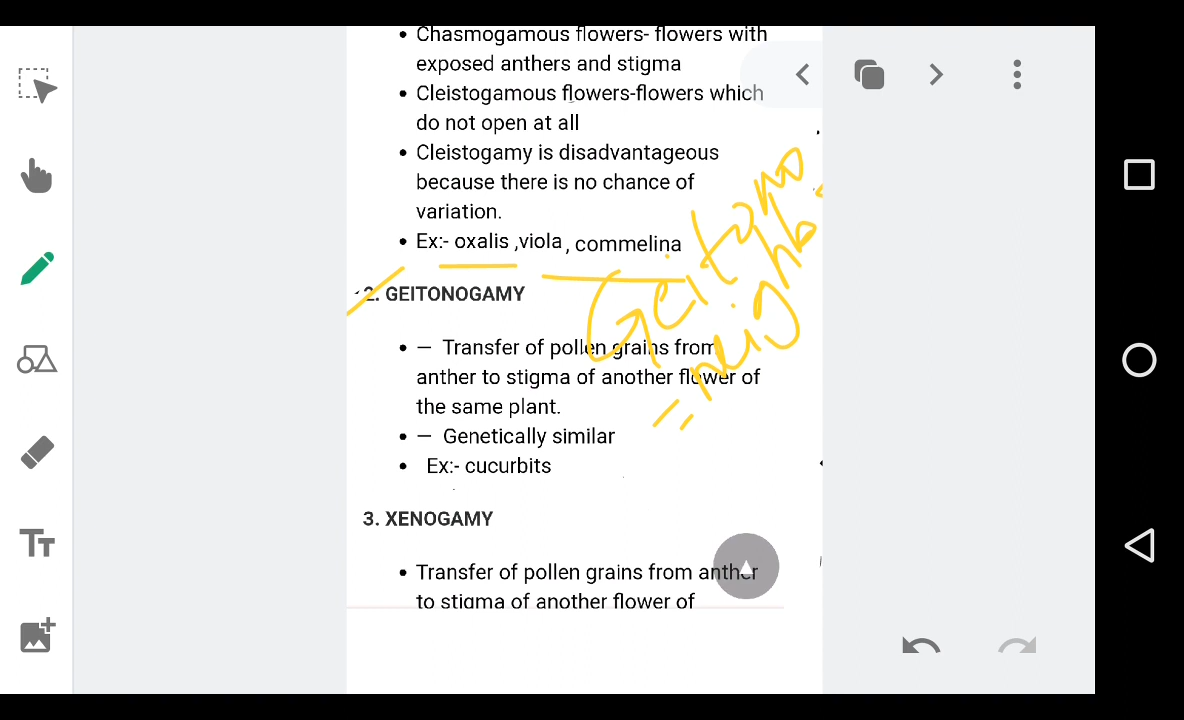 • Chasmogamous flowers- flowers with
exposed anthers and stigma
• Cleistogamous flowers-flowers which
do not open at all
• Cleistogamy is disadvantageous
because there is no chance of
variation.
• Ex:- oxalis ,viola , commelina
2. GEITONOGAMY
Geitono
= neighbo
• — Transfer of pollen grains from
anther to stigma of another flower of
the same plant.
• — Genetically similar
• Ex:- cucurbits
3. XENOGAMY
• Transfer of pollen grains from anther
to stigma of another flower of
TT